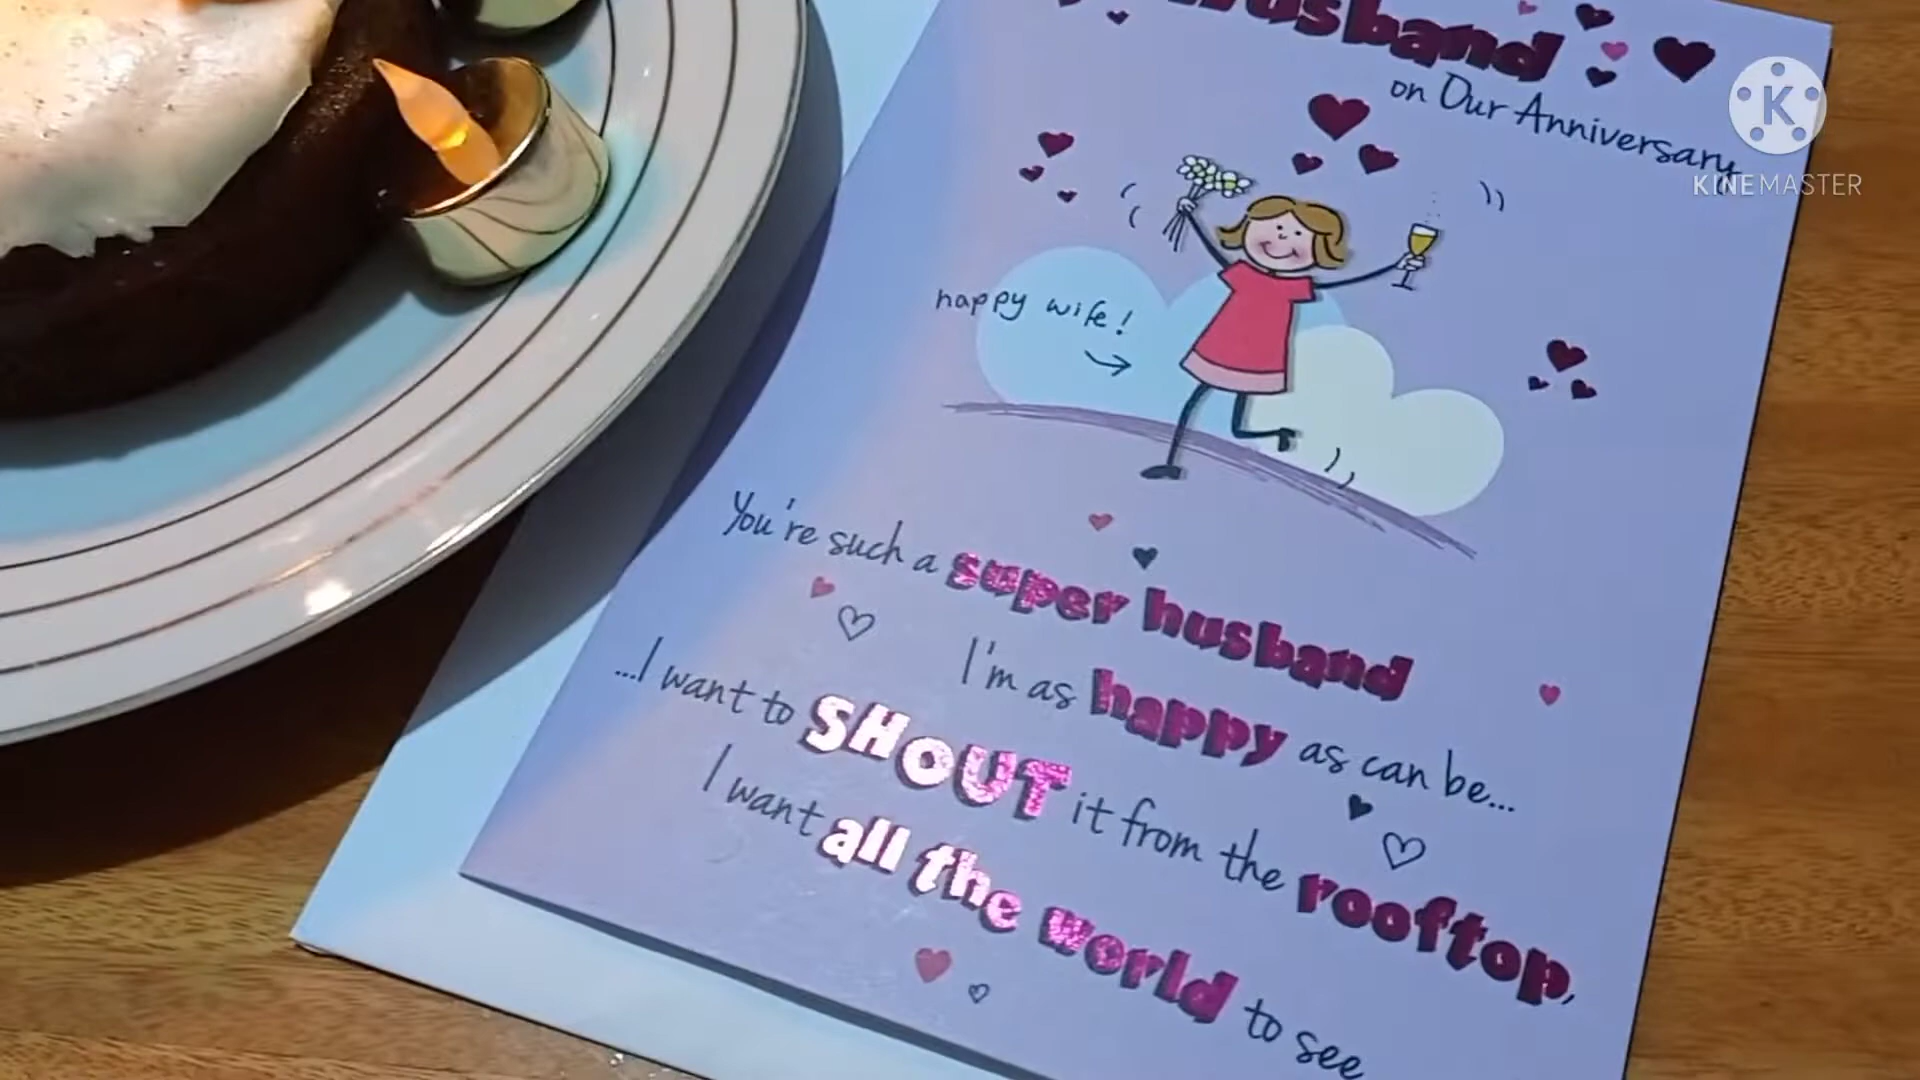 Husband
on Our Anniversary
K
KINEMASTER
happy wife!
You're such a super husband
I'm as happy as can be...
...I want to SHOUT it from the rooftop,
I want all the world to see